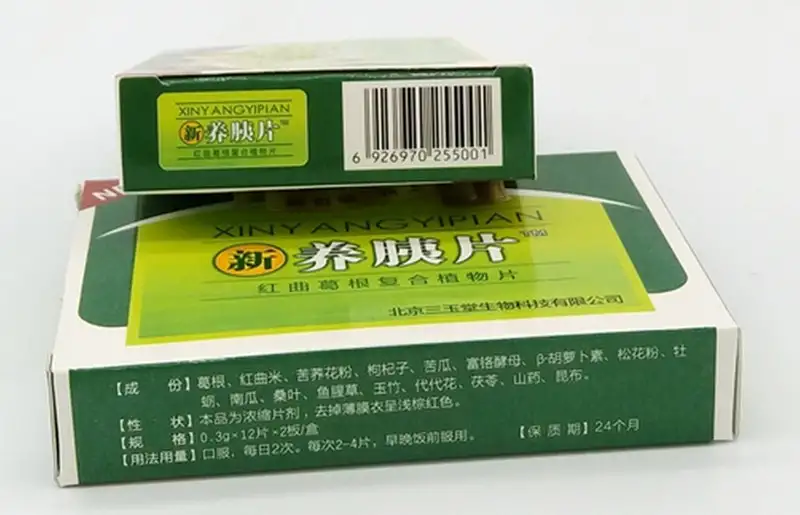 XINYANGYIPIAN
新养胰片™
红曲葛根复合植物片
6 926970 255001
XINYANGYIPIAN
新养胰片™
红曲葛根复合植物片
北京三玉堂生物科技有限公司
【成 份】葛根、红曲米、苦荞花粉、枸杞子、苦瓜、富铬酵母、β-胡萝卜素、松花粉、牡
蛎、南瓜、桑叶、鱼腥草、玉竹、代代花、茯苓、山药、昆布。
【性 状】本品为浓缩片剂，去掉薄膜衣呈浅棕红色。
【规 格】0.3g×12片×2板/盒
【用法用量】口服，每日2次。每次2-4片，早晚饭前服用。 【保 质 期】24个月